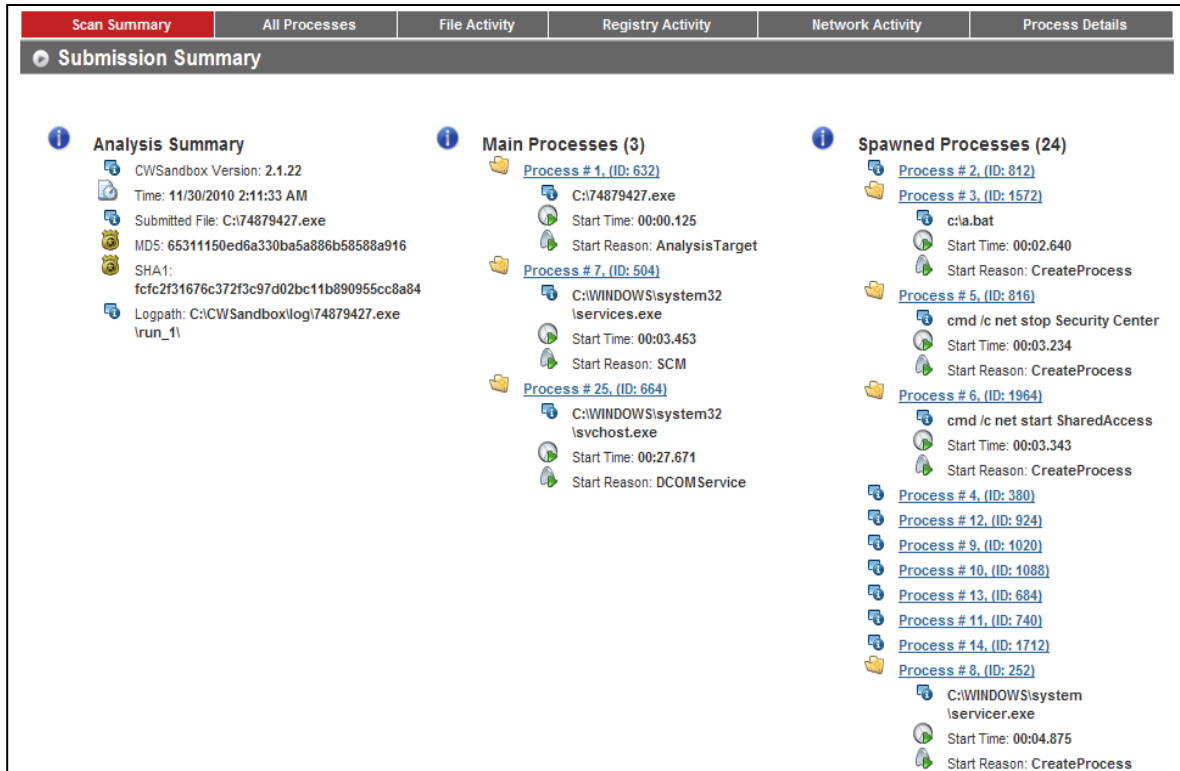 Scan Summary
All Processes
File Activity
Registry Activity
Network Activity
Process Details
Submission Summary
Analysis Summary
CWSandbox Version: 2.1.22
Time: 11/30/2010 2:11:33 AM
Submitted File: C:\74879427.exe
MD5: 65311150ed6a330ba5a886b58588a916
SHA1:
fcfc2f31676c372f3c97d02bc11b890955cc8a84
Logpath: C:\CWSandbox\log\74879427.exe
\run_1\
Main Processes (3)
Process # 1, (ID: 632)
C:\74879427.exe
Start Time: 00:00.125
Start Reason: AnalysisTarget
Process # 7, (ID: 504)
C:\WINDOWS\system32
\services.exe
Start Time: 00:03.453
Start Reason: SCM
Process # 25, (ID: 664)
C:\WINDOWS\system32
\svchost.exe
Start Time: 00:27.671
Start Reason: DCOMService
Spawned Processes (24)
Process # 2, (ID: 812)
Process # 3, (ID: 1572)
c:\a.bat
Start Time: 00:02.640
Start Reason: CreateProcess
Process # 5, (ID: 816)
cmd /c net stop Security Center
Start Time: 00:03.234
Start Reason: CreateProcess
Process # 6, (ID: 1964)
cmd /c net start SharedAccess
Start Time: 00:03.343
Start Reason: CreateProcess
Process # 4, (ID: 380)
Process # 12, (ID: 924)
Process # 9, (ID: 1020)
Process # 10, (ID: 1088)
Process # 13, (ID: 684)
Process # 11, (ID: 740)
Process # 14, (ID: 1712)
Process # 8, (ID: 252)
C:\WINDOWS\system
\servicer.exe
Start Time: 00:04.875
Start Reason: CreateProcess